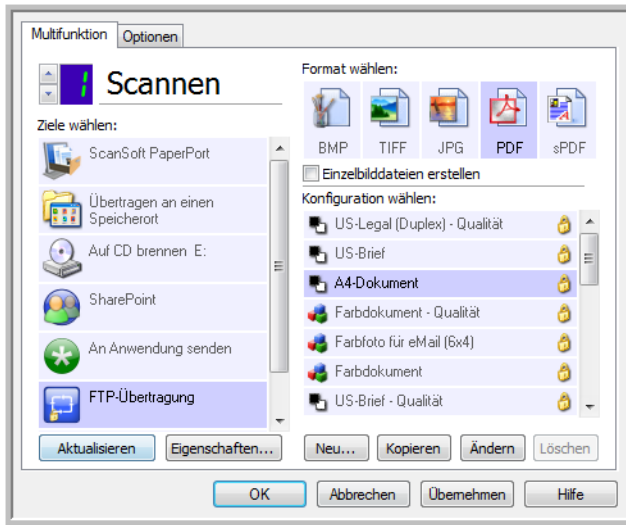 Multifunktion
Optionen
1 Scannen
Ziele wählen:
ScanSoft PaperPort
Übertragen an einen
Speicherort
Auf CD brennen E:
SharePoint
An Anwendung senden
FTP-Übertragung
Aktualisieren
Eigenschaften...
Format wählen:
BMP
TIFF
JPG
PDF
sPDF
Einzelbilddateien erstellen
Konfiguration wählen:
US-Legal (Duplex) - Qualität
US-Brief
A4-Dokument
Farbdokument - Qualität
Farbfoto für eMail (6x4)
Farbdokument
US-Brief - Qualität
Neu...
Kopieren
Ändern
Löschen
OK
Abbrechen
Übernehmen
Hilfe